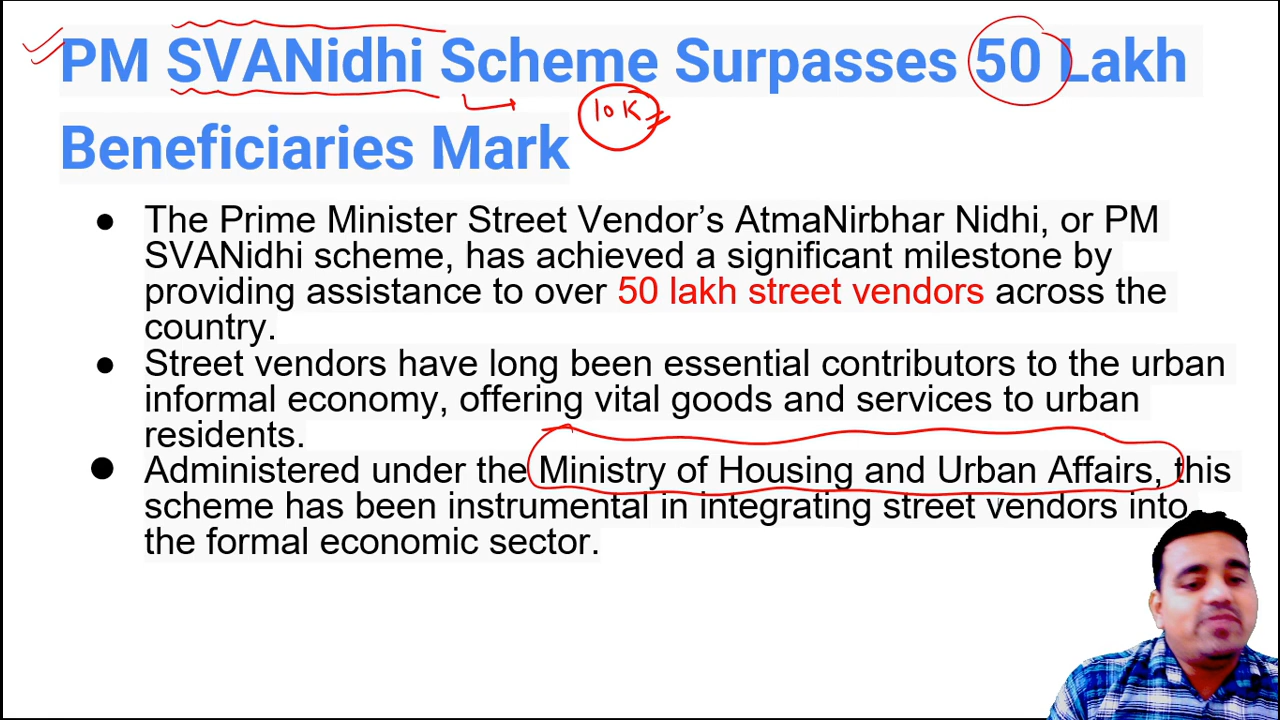 PM SVANidhi Scheme Surpasses 50 Lakh
10K
Beneficiaries Mark
● The Prime Minister Street Vendor’s AtmaNirbhar Nidhi, or PM
SVANidhi scheme, has achieved a significant milestone by
providing assistance to over 50 lakh street vendors across the
country.
● Street vendors have long been essential contributors to the urban
informal economy, offering vital goods and services to urban
residents.
● Administered under the Ministry of Housing and Urban Affairs, this
scheme has been instrumental in integrating street vendors into
the formal economic sector.